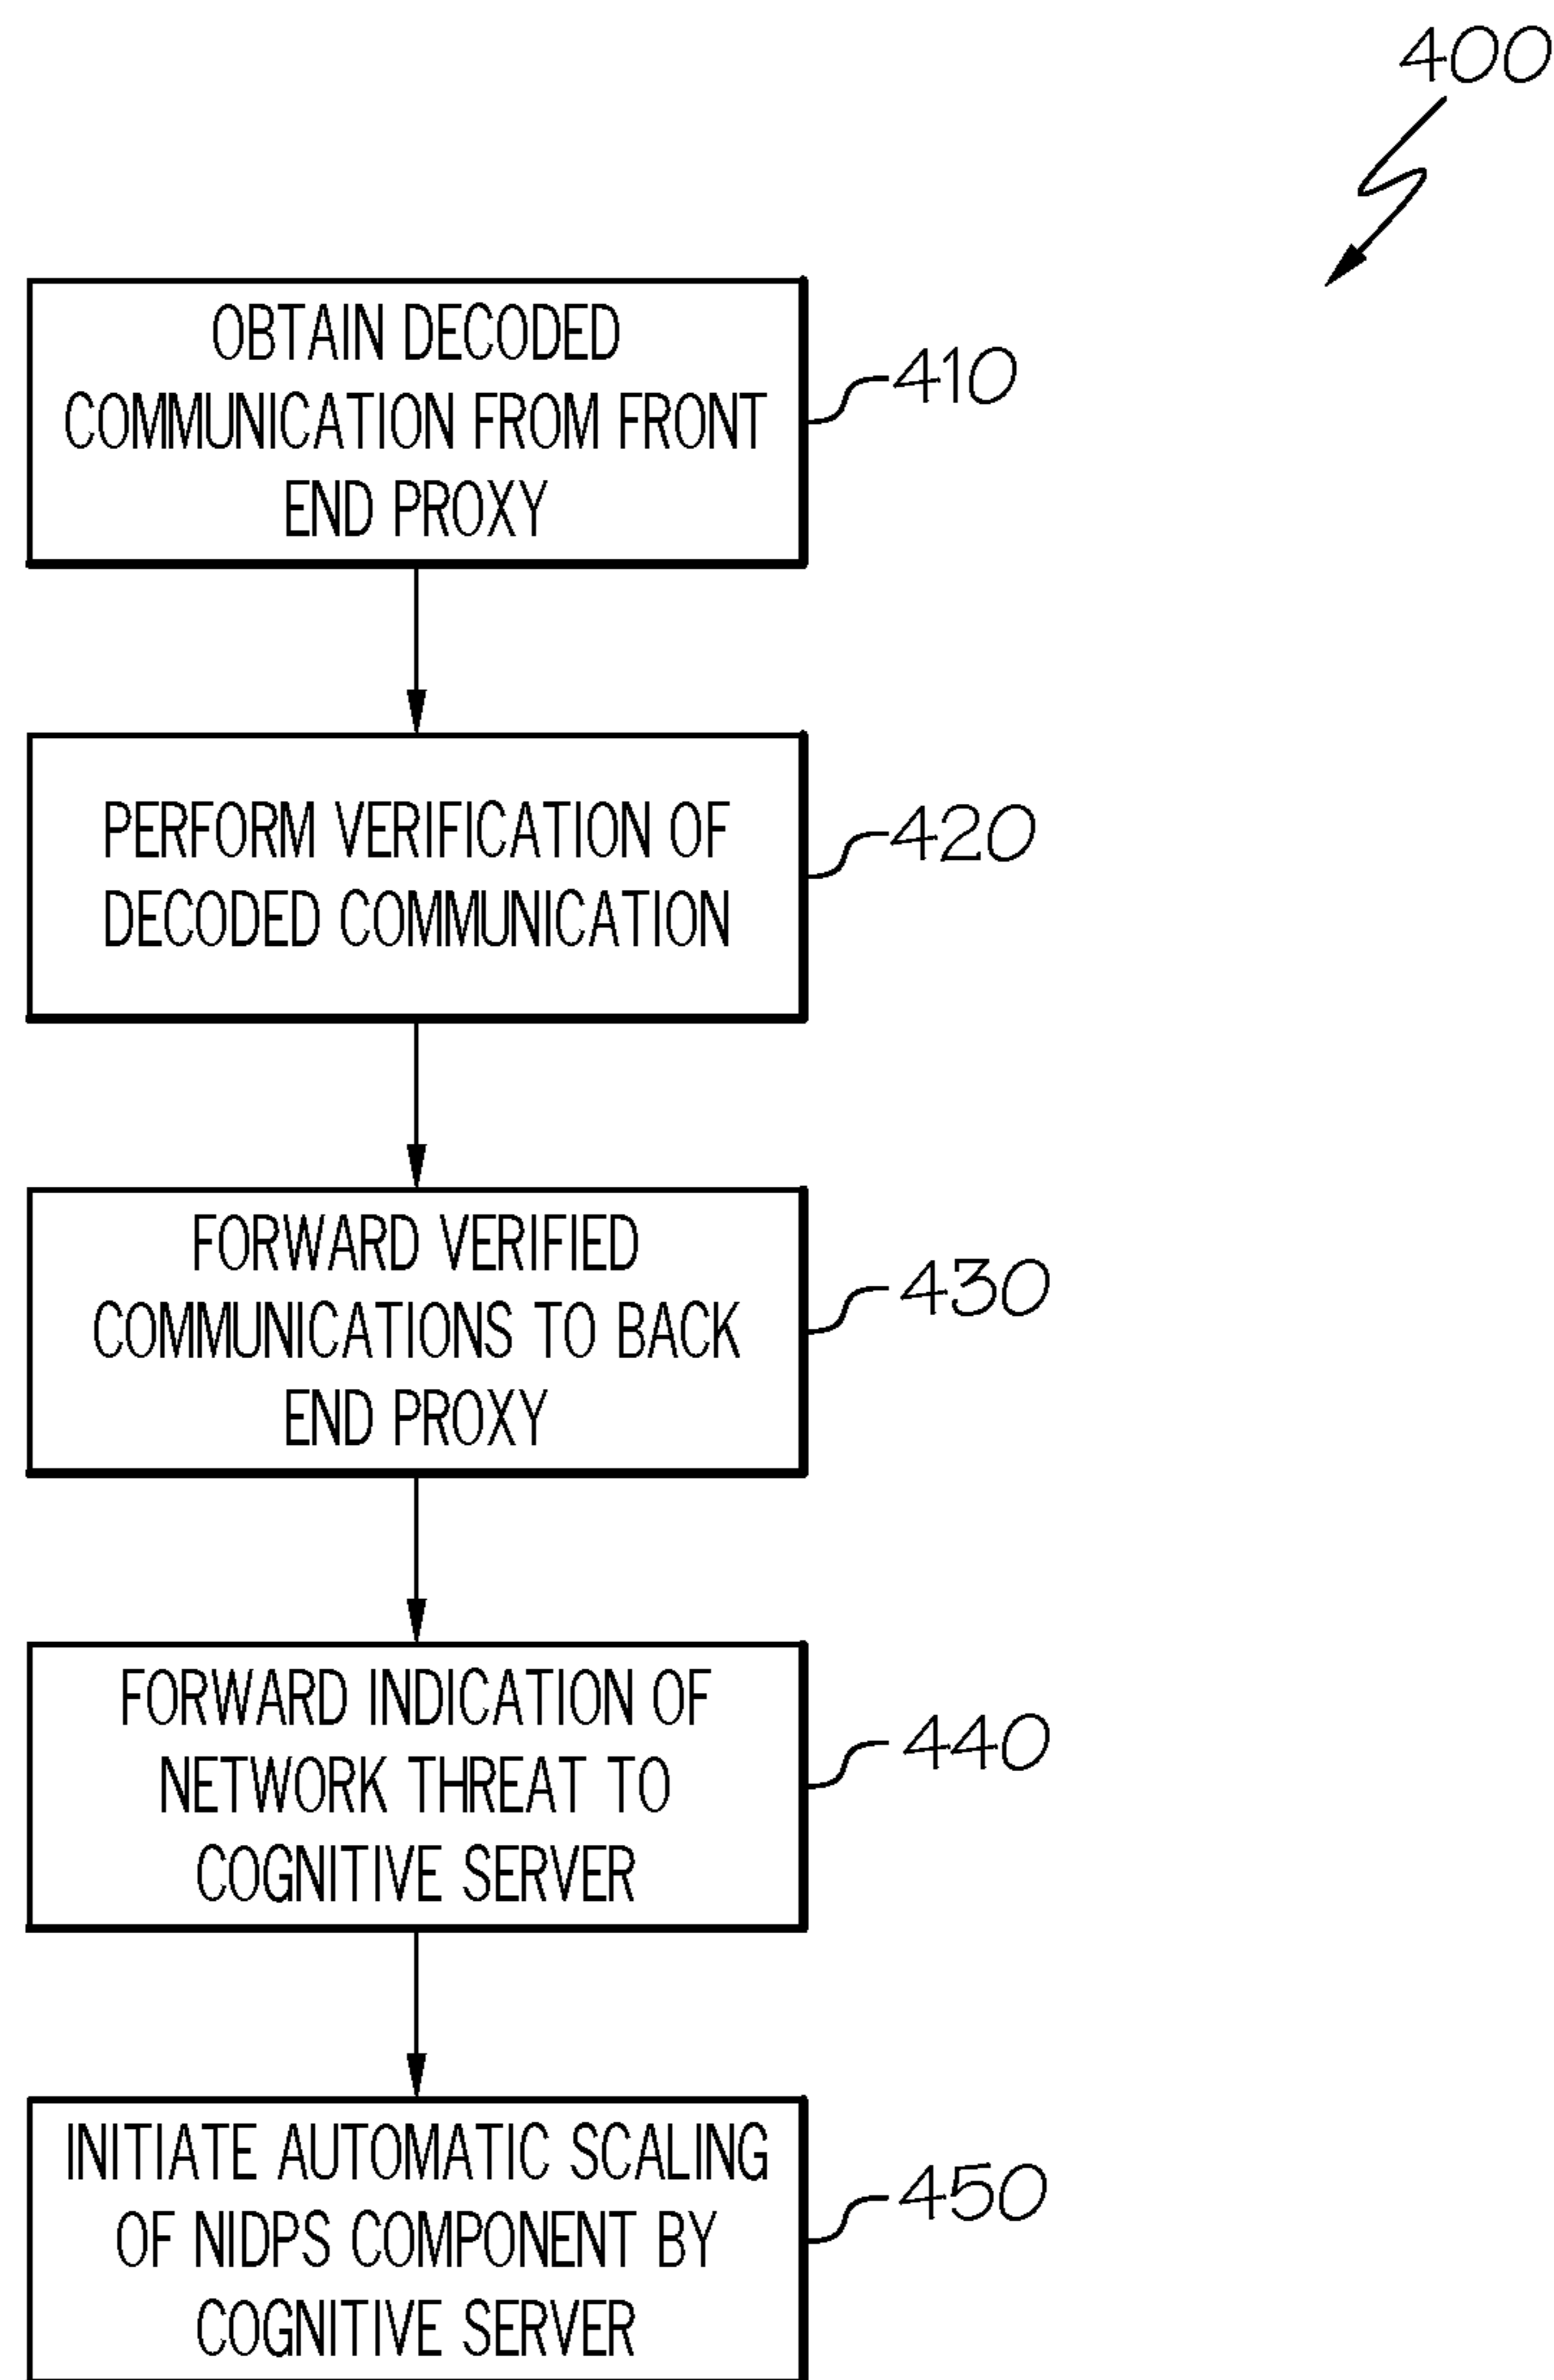 400
OBTAIN DECODED
COMMUNICATION FROM FRONT
END PROXY
410
PERFORM VERIFICATION OF
DECODED COMMUNICATION
420
FORWARD VERIFIED
COMMUNICATIONS TO BACK
END PROXY
430
FORWARD INDICATION OF
NETWORK THREAT TO
COGNITIVE SERVER
440
INITIATE AUTOMATIC SCALING
OF NIDPS COMPONENT BY
COGNITIVE SERVER
450